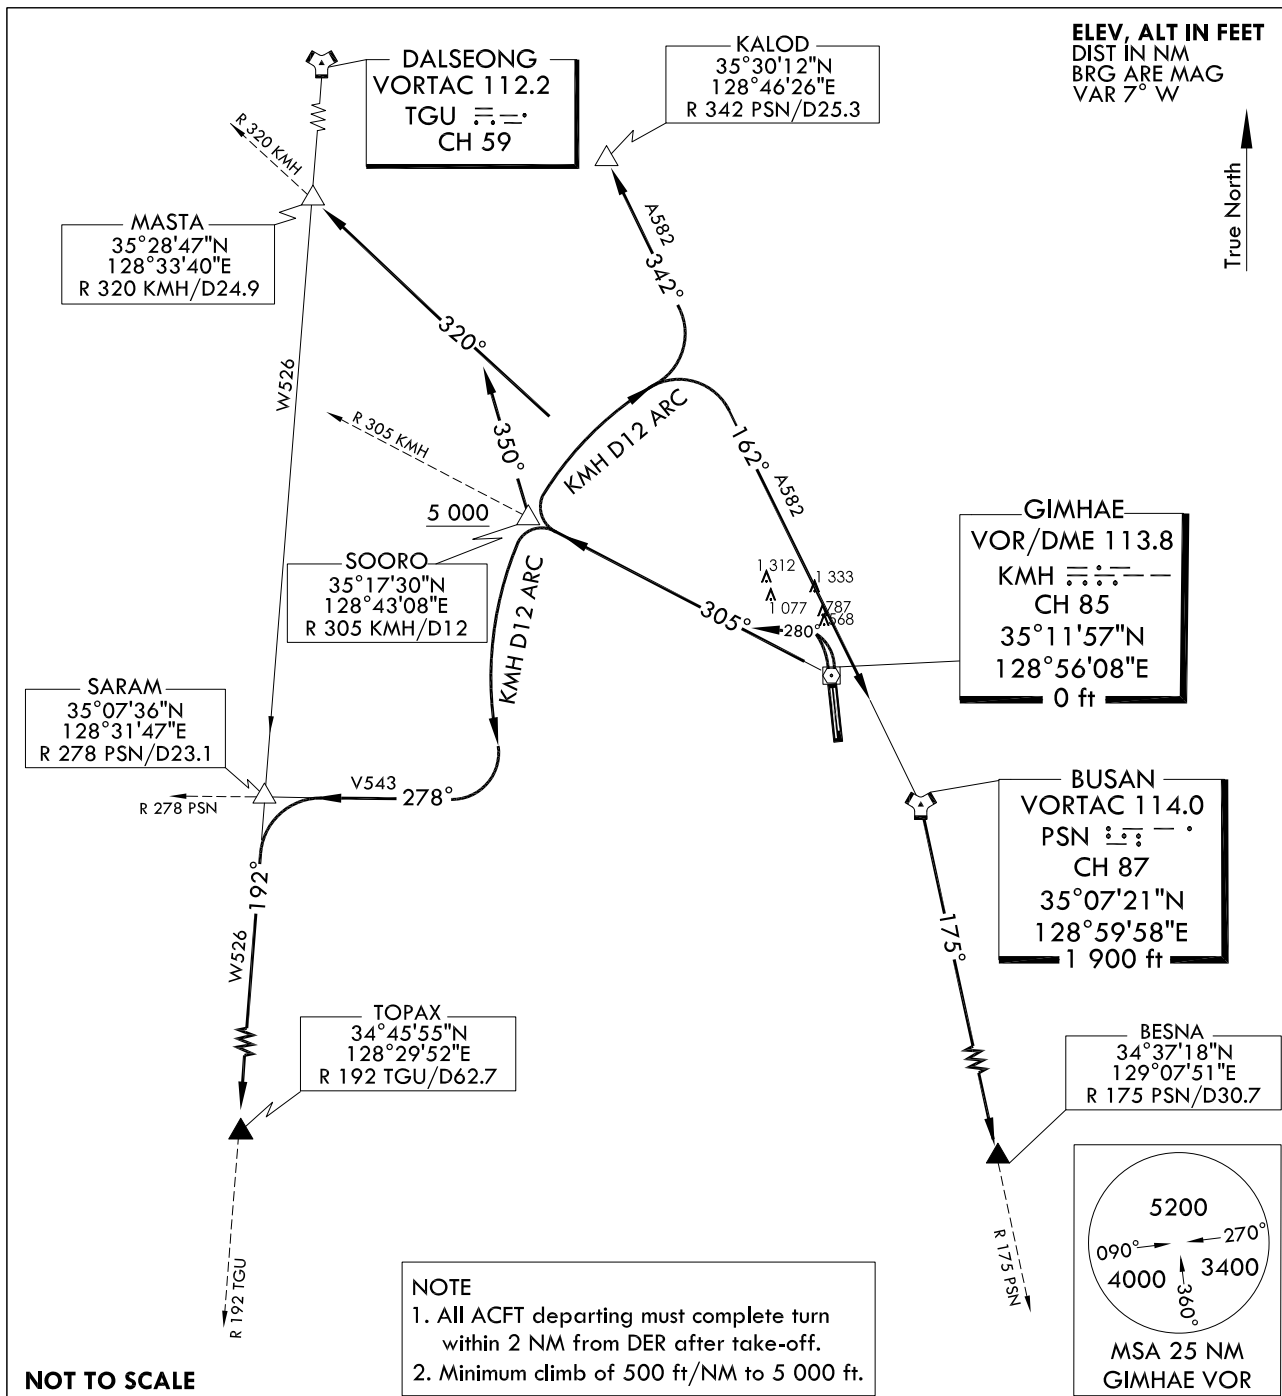 ELEV, ALT IN FEET
DIST IN NM
BRG ARE MAG
VAR 7° W
True North
DALSEONG
VORTAC 112.2
TGU
CH 59
KALOD
35°30'12"N
128°46'26"E
R 342 PSN/D25.3
R 320 KMH
MASTA
35°28'47"N
128°33'40"E
R 320 KMH/D24.9
A582
342°
320°
W526
R 305 KMH
350°
KMH D12 ARC
162°
A582
5 000
SOORO
35°17'30"N
128°43'08"E
R 305 KMH/D12
KMH D12 ARC
305°
1 312
1 333
1 077
787
568
280°
GIMHAE
VOR/DME 113.8
KMH
CH 85
35°11'57"N
128°56'08"E
0 ft
SARAM
35°07'36"N
128°31'47"E
R 278 PSN/D23.1
R 278 PSN
V543
278°
BUSAN
VORTAC 114.0
PSN
CH 87
35°07'21"N
128°59'58"E
1 900 ft
192°
W526
175°
TOPAX
34°45'55"N
128°29'52"E
R 192 TGU/D62.7
BESNA
34°37'18"N
129°07'51"E
R 175 PSN/D30.7
R 192 TGU
R 175 PSN
5200
090°
270°
4000
3400
360°
MSA 25 NM
GIMHAE VOR
NOTE
1. All ACFT departing must complete turn
within 2 NM from DER after take-off.
2. Minimum climb of 500 ft/NM to 5 000 ft.
NOT TO SCALE